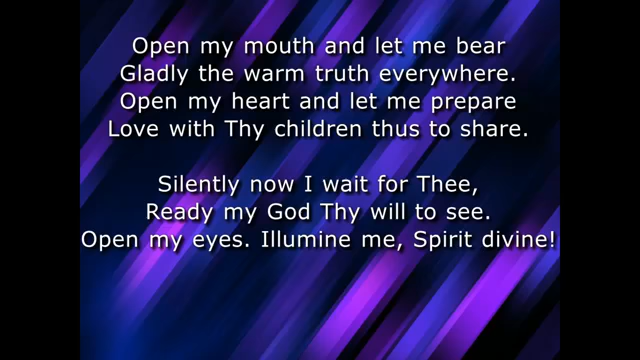 Open my mouth and let me bear
Gladly the warm truth everywhere.
Open my heart and let me prepare
Love with Thy children thus to share.
Silently now I wait for Thee,
Ready my God Thy will to see.
Open my eyes. Illumine me, Spirit divine!